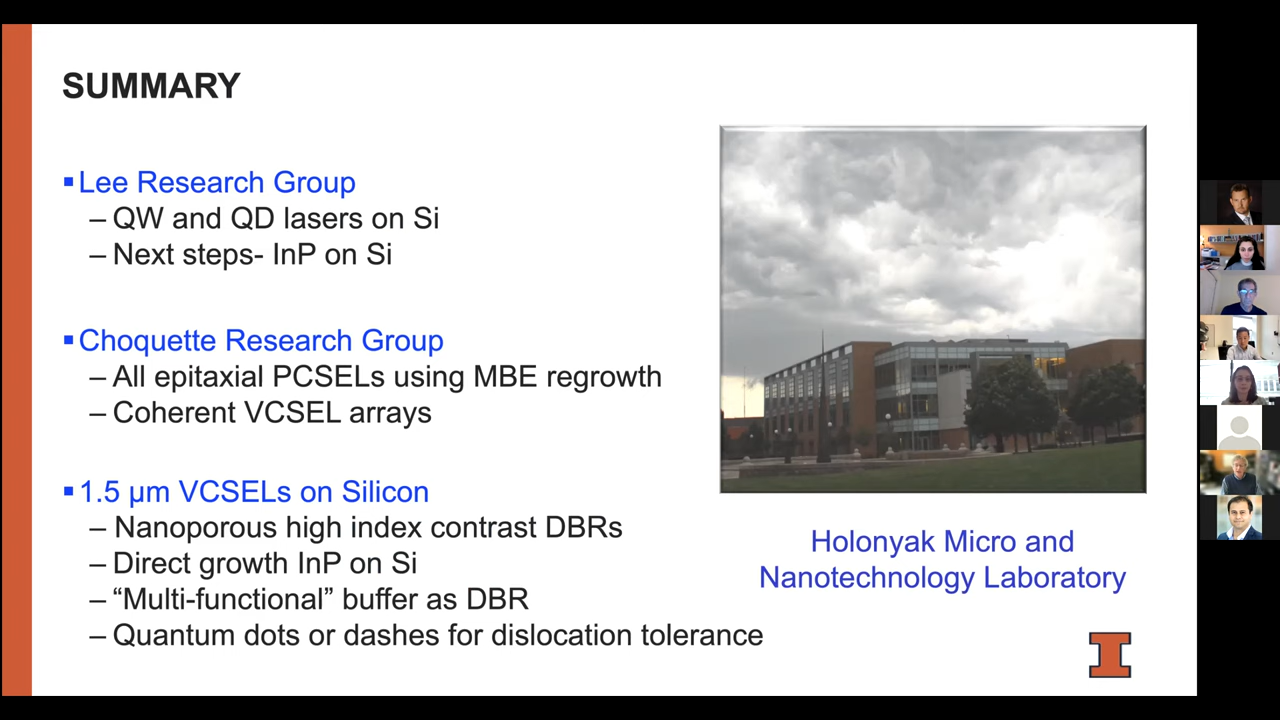 SUMMARY
▪Lee Research Group
– QW and QD lasers on Si
– Next steps- InP on Si
▪Choquette Research Group
– All epitaxial PCSELs using MBE regrowth
– Coherent VCSEL arrays
▪1.5 µm VCSELs on Silicon
– Nanoporous high index contrast DBRs
– Direct growth InP on Si
– “Multi-functional” buffer as DBR
– Quantum dots or dashes for dislocation tolerance
Holonyak Micro and
Nanotechnology Laboratory
I